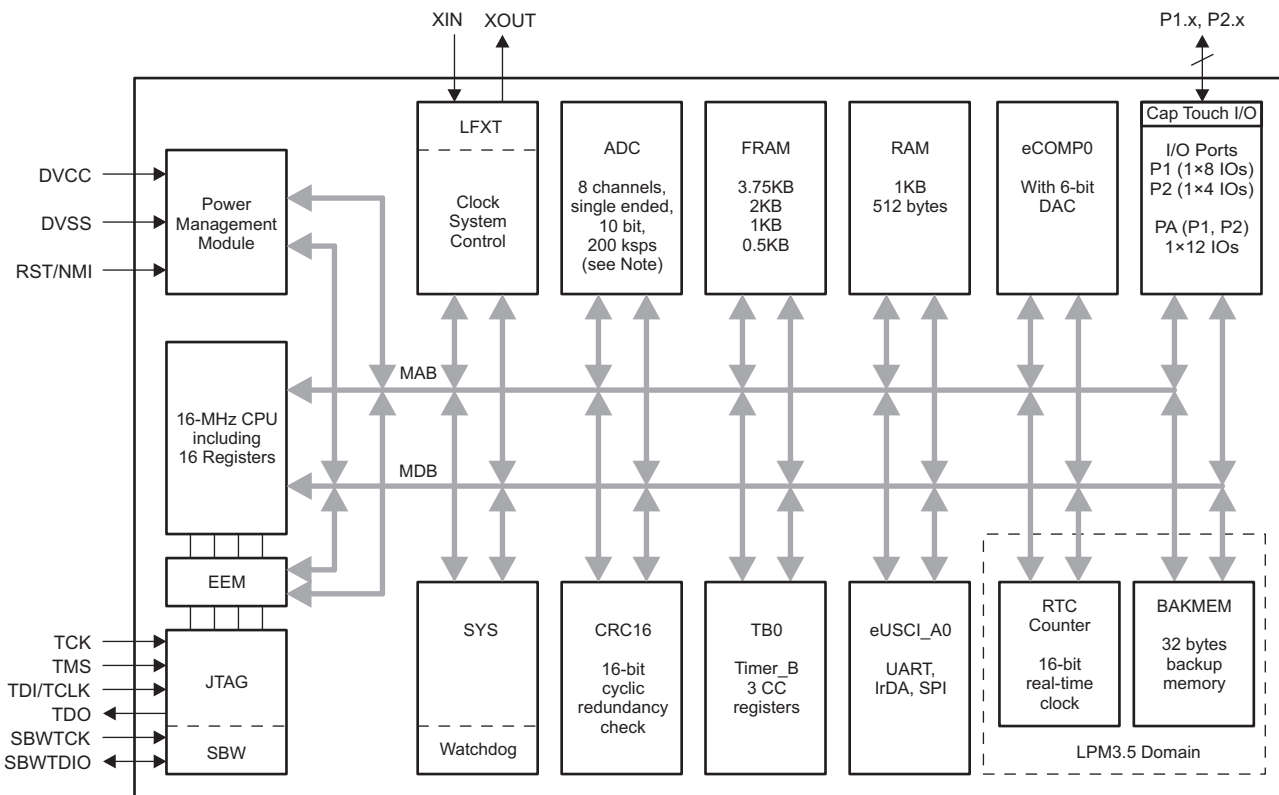 XIN
XOUT
P1.x, P2.x
DVCC
DVSS
RST/NMI
Power
Management
Module
LFXT
Clock
System
Control
ADC
8 channels,
single ended,
10 bit,
200 ksps
(see Note)
FRAM
3.75KB
2KB
1KB
0.5KB
RAM
1KB
512 bytes
eCOMP0
With 6-bit
DAC
Cap Touch I/O
I/O Ports
P1 (1×8 IOs)
P2 (1×4 IOs)
PA (P1, P2)
1×12 IOs
MAB
MDB
16-MHz CPU
including
16 Registers
EEM
TCK
TMS
TDI/TCLK
TDO
SBWTCK
SBWTDIO
JTAG
SBW
SYS
Watchdog
CRC16
16-bit
cyclic
redundancy
check
TB0
Timer_B
3 CC
registers
eUSCI_A0
UART,
IrDA, SPI
RTC
Counter
16-bit
real-time
clock
BAKMEM
32 bytes
backup
memory
LPM3.5 Domain